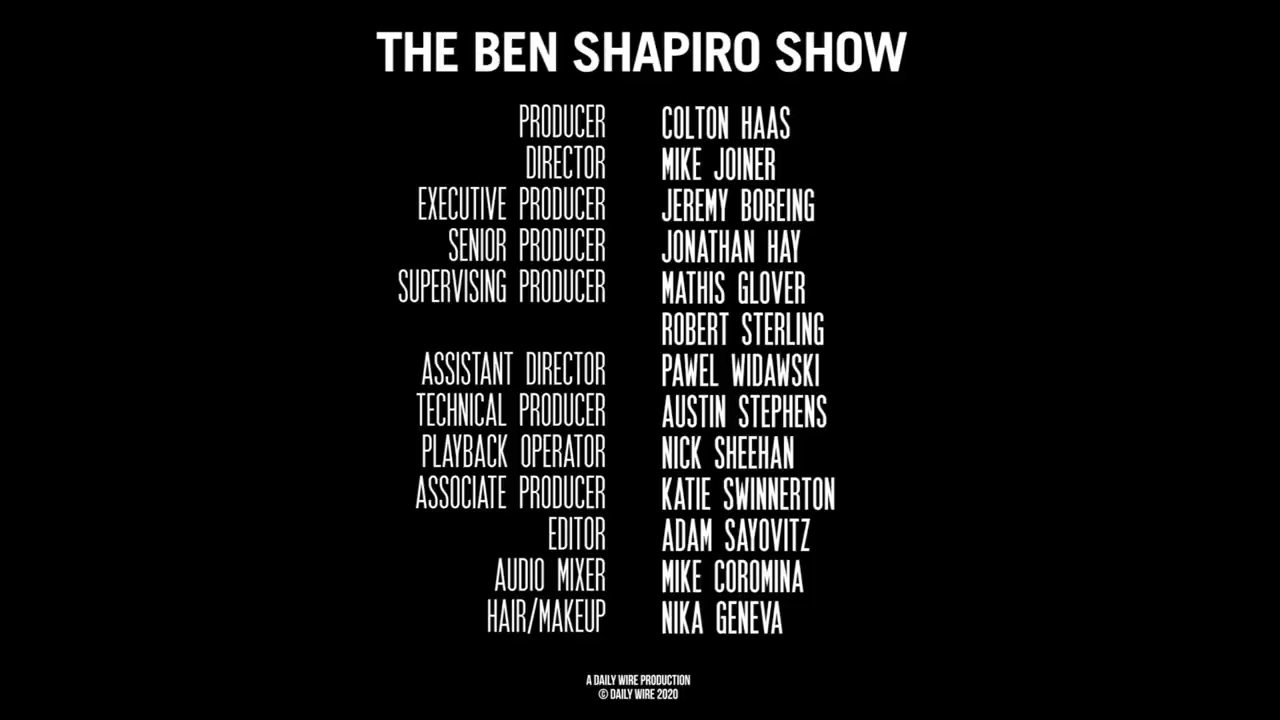 THE BEN SHAPIRO SHOW
PRODUCER COLTON HAAS
DIRECTOR MIKE JOINER
EXECUTIVE PRODUCER JEREMY BOREING
SENIOR PRODUCER JONATHAN HAY
SUPERVISING PRODUCER MATHIS GLOVER
ROBERT STERLING
ASSISTANT DIRECTOR PAWEL WIDAWSKI
TECHNICAL PRODUCER AUSTIN STEPHENS
PLAYBACK OPERATOR NICK SHEEHAN
ASSOCIATE PRODUCER KATIE SWINNERTON
EDITOR ADAM SAYOVITZ
AUDIO MIXER MIKE COROMINA
HAIR/MAKEUP NIKA GENEVA
A DAILY WIRE PRODUCTION
© DAILY WIRE 2020